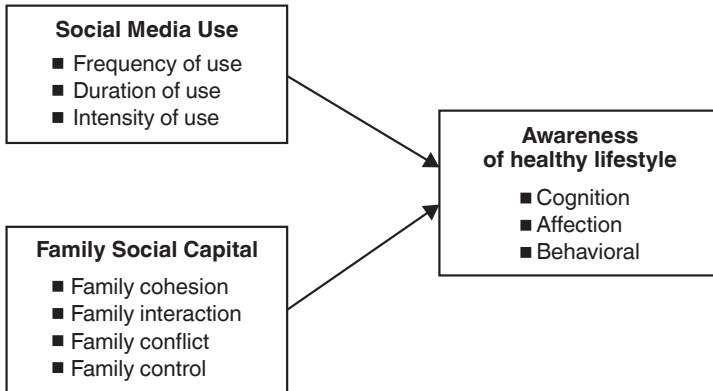 Social Media Use
■ Frequency of use
■ Duration of use
■ Intensity of use
Awareness
of healthy lifestyle
■ Cognition
■ Affection
■ Behavioral
Family Social Capital
■ Family cohesion
■ Family interaction
■ Family conflict
■ Family control